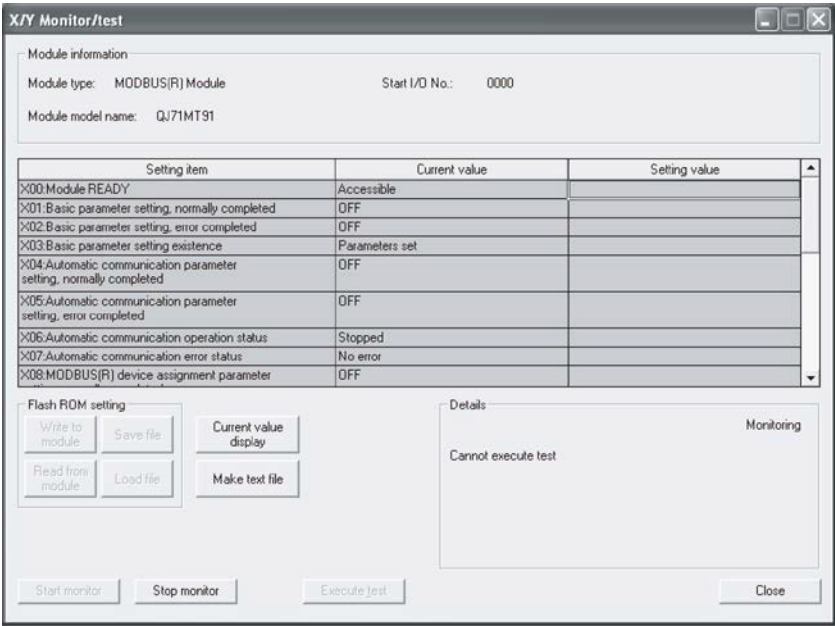 X/Y Monitor/test
Module information
Module type: MODBUS(R) Module Start I/O No.: 0000
Module model name: QJ71MT91
Setting item Current value Setting value
X00:Module READY Accessible
X01:Basic parameter setting, normally completed OFF
X02:Basic parameter setting, error completed OFF
X03:Basic parameter setting existence Parameters set
X04:Automatic communication parameter OFF
setting, normally completed
X05:Automatic communication parameter OFF
setting, error completed
X06:Automatic communication operation status Stopped
X07:Automatic communication error status No error
X08:MODBUS(R) device assignment parameter OFF
Flash ROM setting
Write to module
Save file
Current value display
Read from module
Load file
Make text file
Details
Monitoring
Cannot execute test
Start monitor Stop monitor Execute test Close